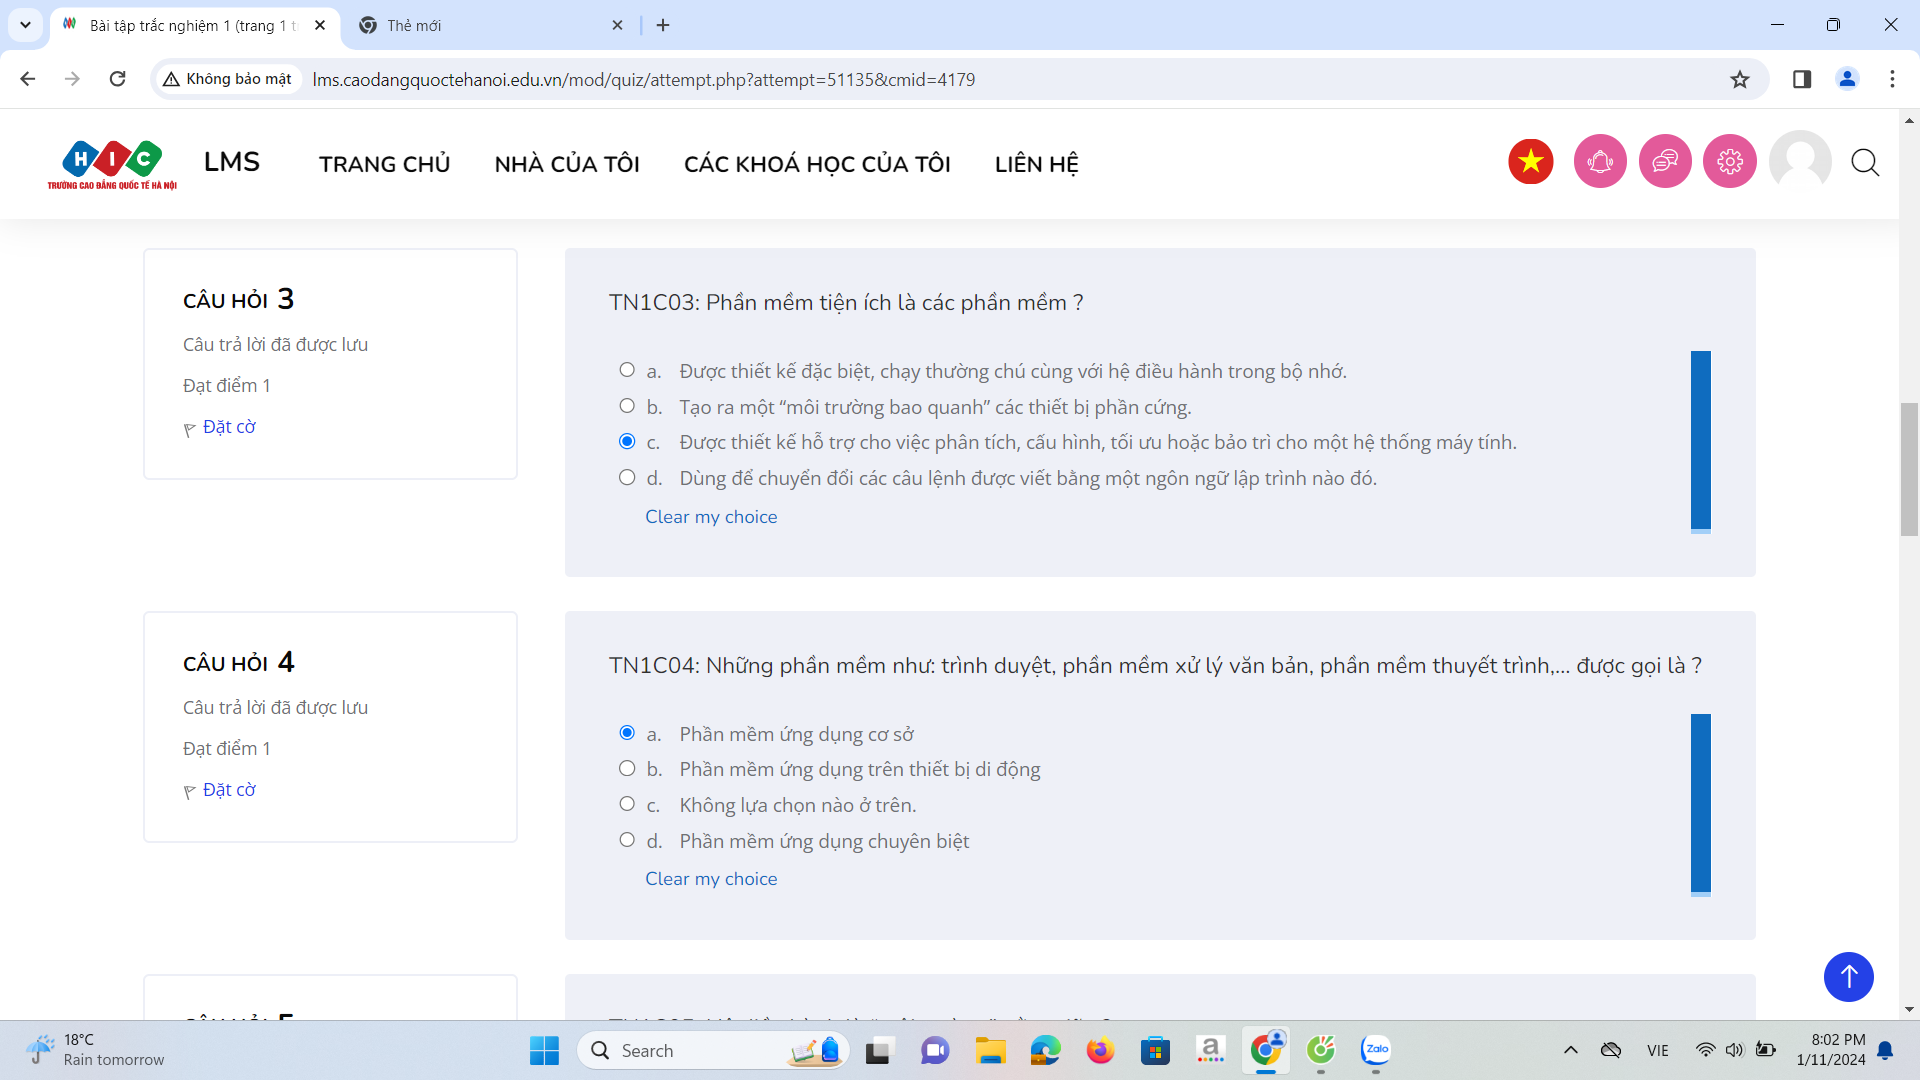 Bài tập trắc nghiệm 1 (trang 1 t
Thẻ mới
Không bảo mật
lms.caodangquoctehanoi.edu.vn/mod/quiz/attempt.php?attempt=51135&cmid=4179
HIC
TRƯỜNG CAO ĐẲNG QUỐC TẾ HÀ NỘI
LMS
TRANG CHỦ
NHÀ CỦA TÔI
CÁC KHOÁ HỌC CỦA TÔI
LIÊN HỆ
CÂU HỎI 3
Câu trả lời đã được lưu
Đạt điểm 1
Đặt cờ
TN1C03: Phần mềm tiện ích là các phần mềm ?
a. Được thiết kế đặc biệt, chạy thường chú cùng với hệ điều hành trong bộ nhớ.
b. Tạo ra một “môi trường bao quanh” các thiết bị phần cứng.
c. Được thiết kế hỗ trợ cho việc phân tích, cấu hình, tối ưu hoặc bảo trì cho một hệ thống máy tính.
d. Dùng để chuyển đổi các câu lệnh được viết bằng một ngôn ngữ lập trình nào đó.
Clear my choice
CÂU HỎI 4
Câu trả lời đã được lưu
Đạt điểm 1
Đặt cờ
TN1C04: Những phần mềm như: trình duyệt, phần mềm xử lý văn bản, phần mềm thuyết trình,... được gọi là ?
a. Phần mềm ứng dụng cơ sở
b. Phần mềm ứng dụng trên thiết bị di động
c. Không lựa chọn nào ở trên.
d. Phần mềm ứng dụng chuyên biệt
Clear my choice
CÂU HỎI 5
18°C
Rain tomorrow
Search
Zalo
VIE
8:02 PM
1/11/2024